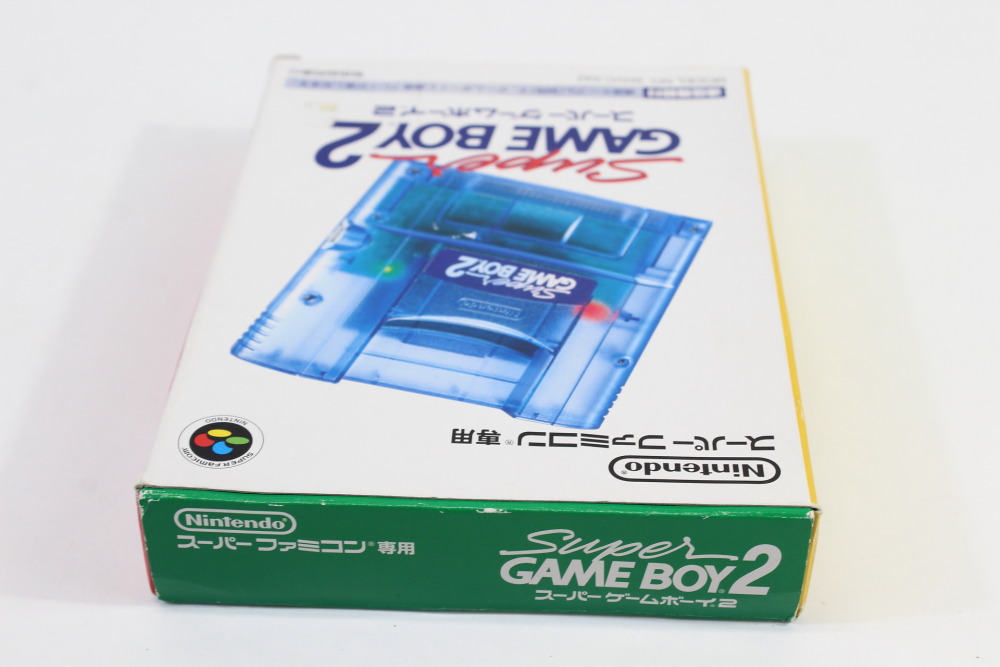 Super
GAME BOY 2
スーパーゲームボーイ2
Super
GAME BOY 2
Nintendo
スーパーファミコン®専用
Nintendo®
SUPER FAMICOM
NINTENDO
Nintendo®
スーパーファミコン®専用
Super
GAME BOY. 2
スーパーゲームボーイ. 2